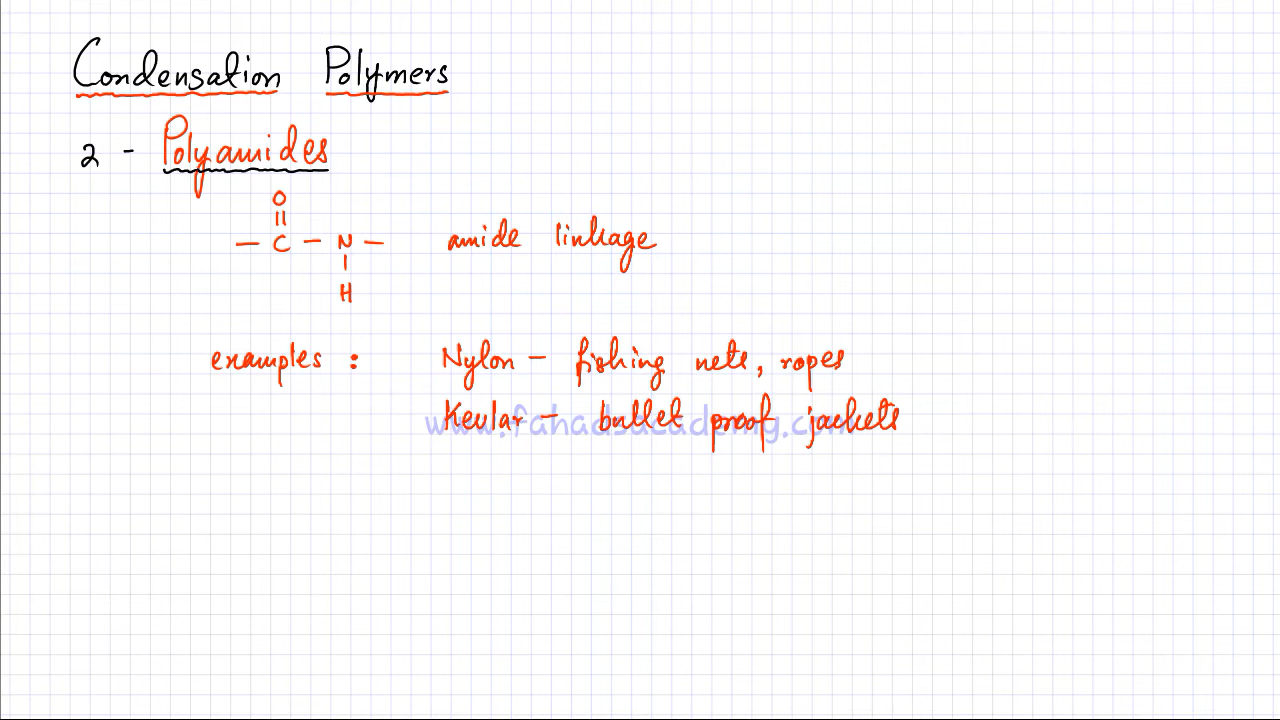 Condensation Polymers
2 - Polyamides
O
||
— C — N —    amide linkage
|
H
examples : Nylon — fishing nets, ropes
Kevlar — bullet proof jackets
www.fahadsacademy.com